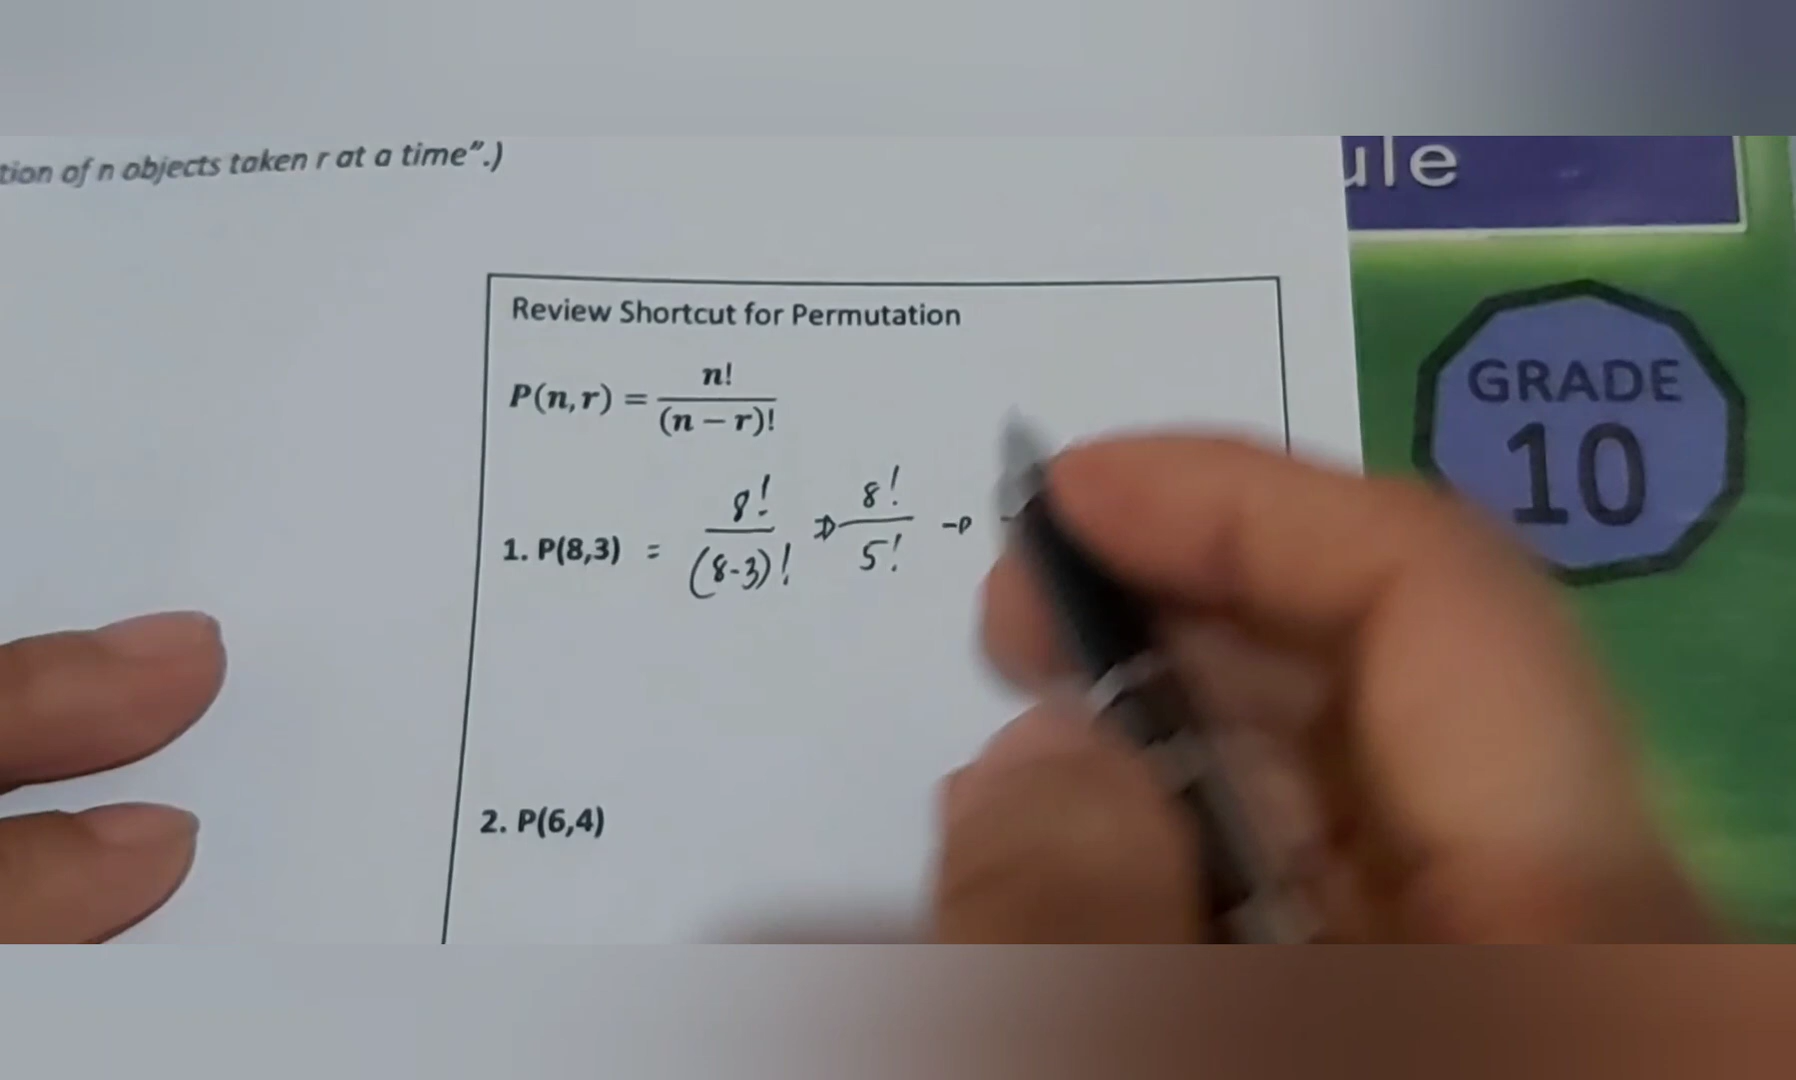 of n objects taken r at a time".)
ule
GRADE
10
Review Shortcut for Permutation
P(n,r) = n! / (n − r)!
1. P(8,3) = 8! / (8-3)! → 8! / 5! →
2. P(6,4)